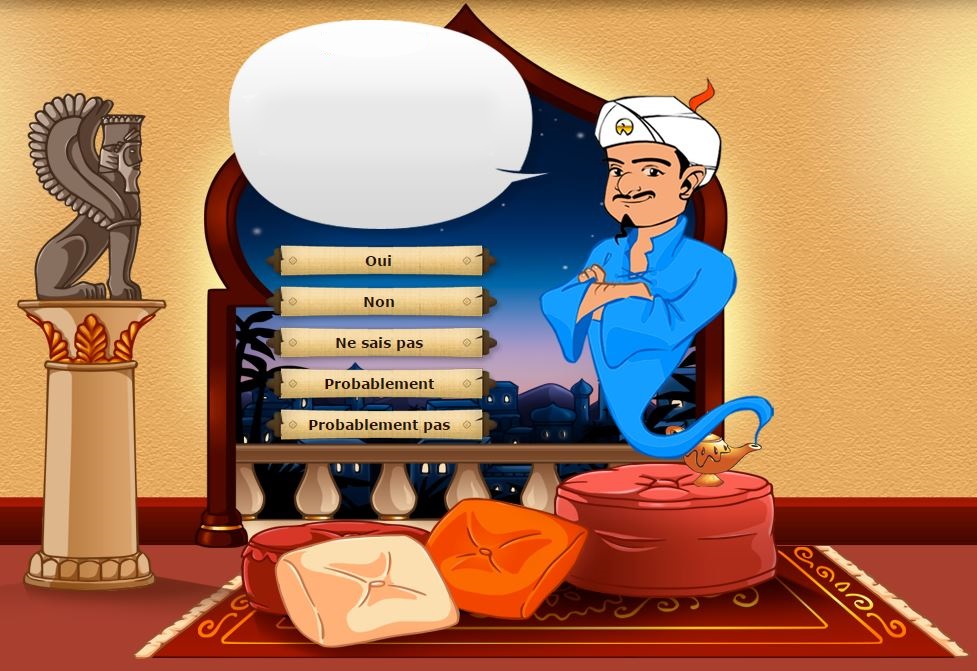 Oui
Non
Ne sais pas
Probablement
Probablement pas